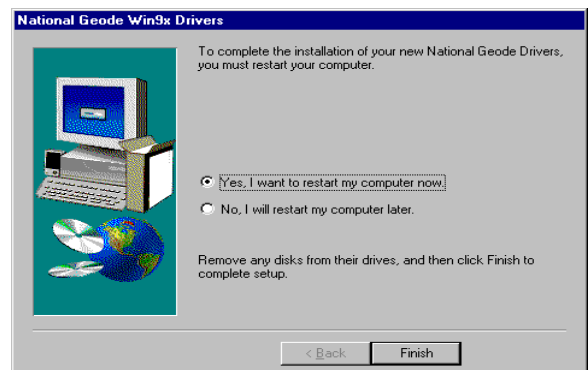 National Geode Win9x Drivers
To complete the installation of your new National Geode Drivers,
you must restart your computer.
Yes, I want to restart my computer now.
No, I will restart my computer later.
Remove any disks from their drives, and then click Finish to
complete setup.
< Back
Finish